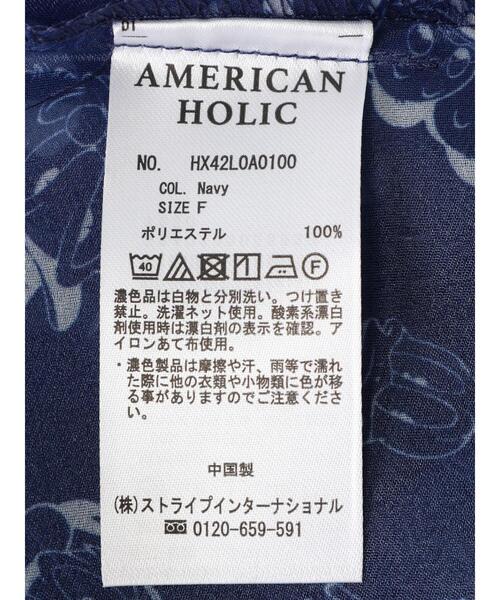 AMERICAN
HOLIC
NO. HX42L0A0100
COL. Navy
SIZE F
ポリエステル 100%
40 F
濃色品は白物と分別洗い。つけ置き
禁止。洗濯ネット使用。酸素系漂白
剤使用時は漂白剤の表示を確認。ア
イロンあて布使用。
・濃色製品は摩擦や汗、雨等で濡れ
た際に他の衣類や小物類に色が移
る事がありますのでご注意くださ
い。
中国製
(株)ストライプインターナショナル
0120-659-591